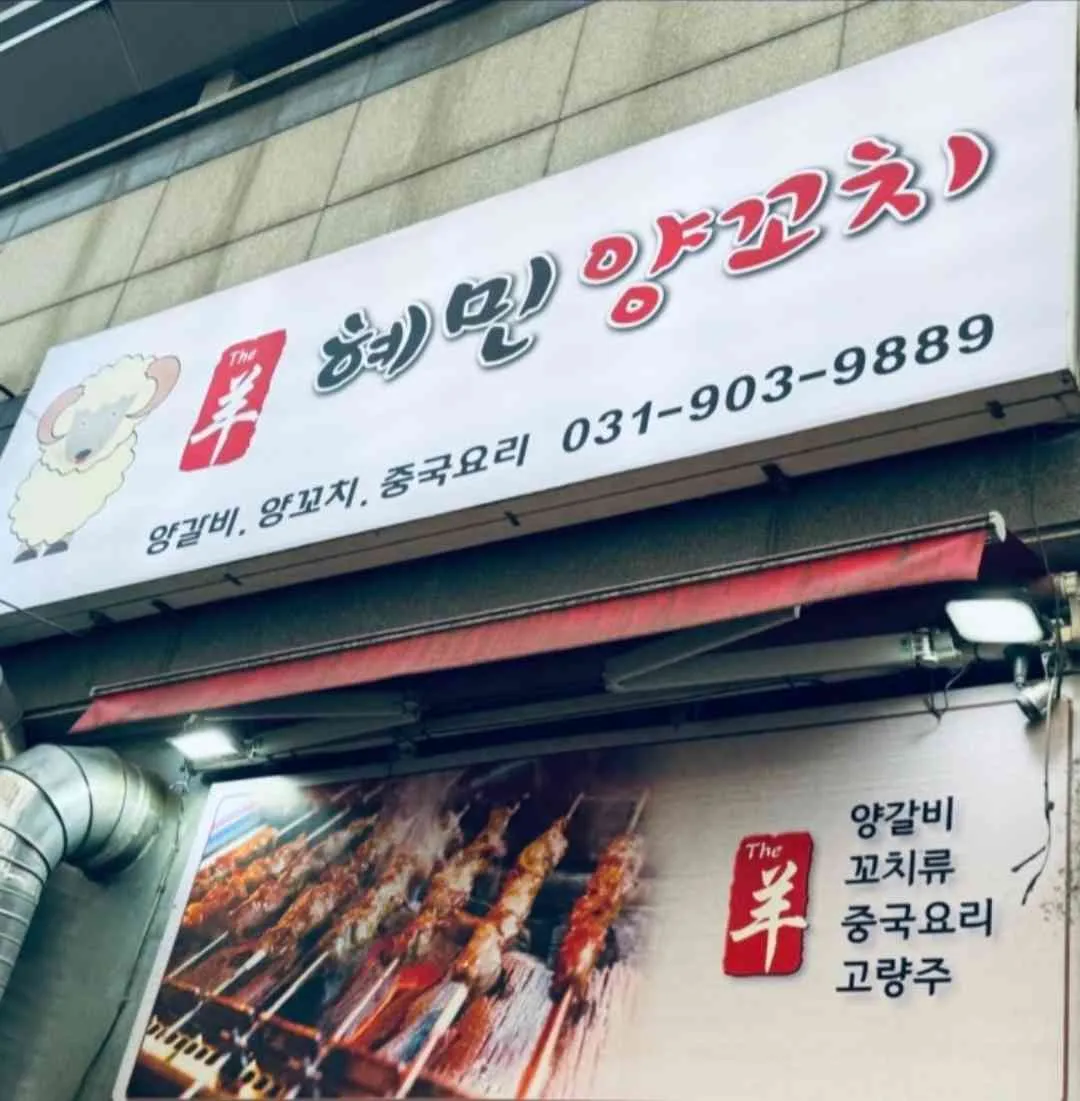 The
羊
혜민 양꼬치
양갈비. 양꼬치. 중국요리 031-903-9889
The
羊
양갈비
꼬치류
중국요리
고량주